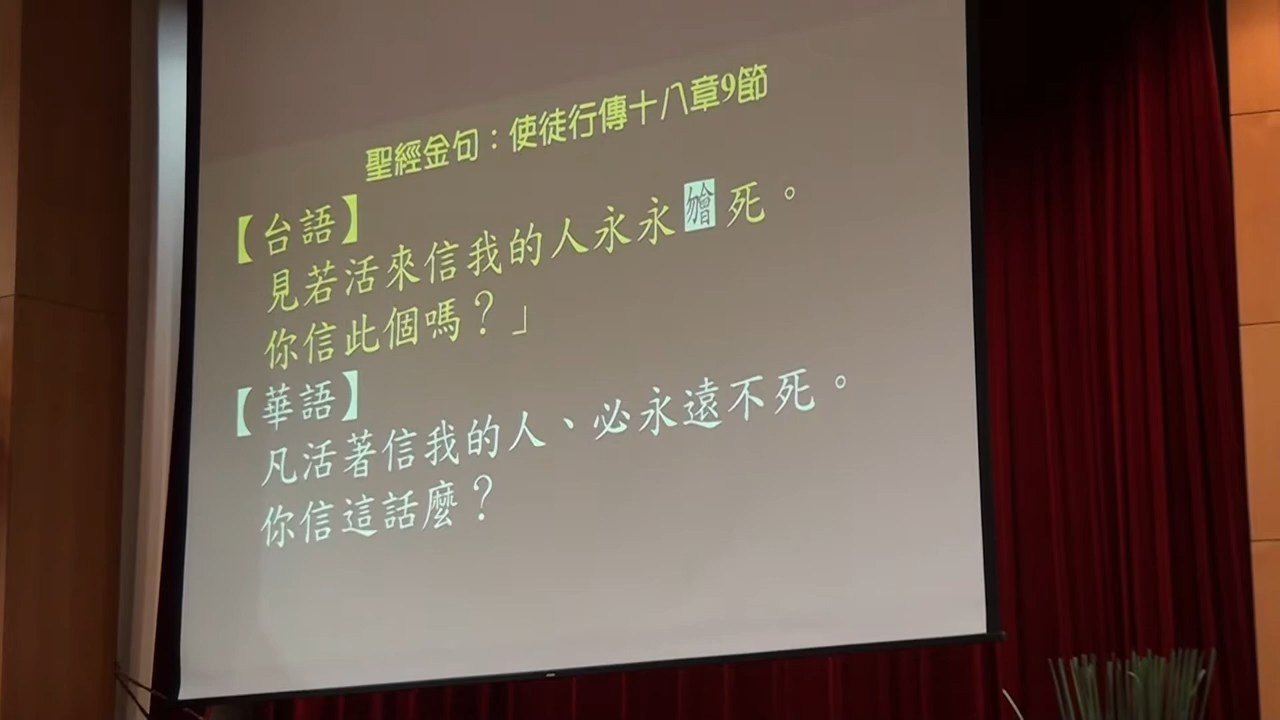 聖經金句：使徒行傳十八章9節
【台語】
見若活來信我的人永永𣍐死。
你信此個嗎？」
【華語】
凡活著信我的人、必永遠不死。
你信這話麼？